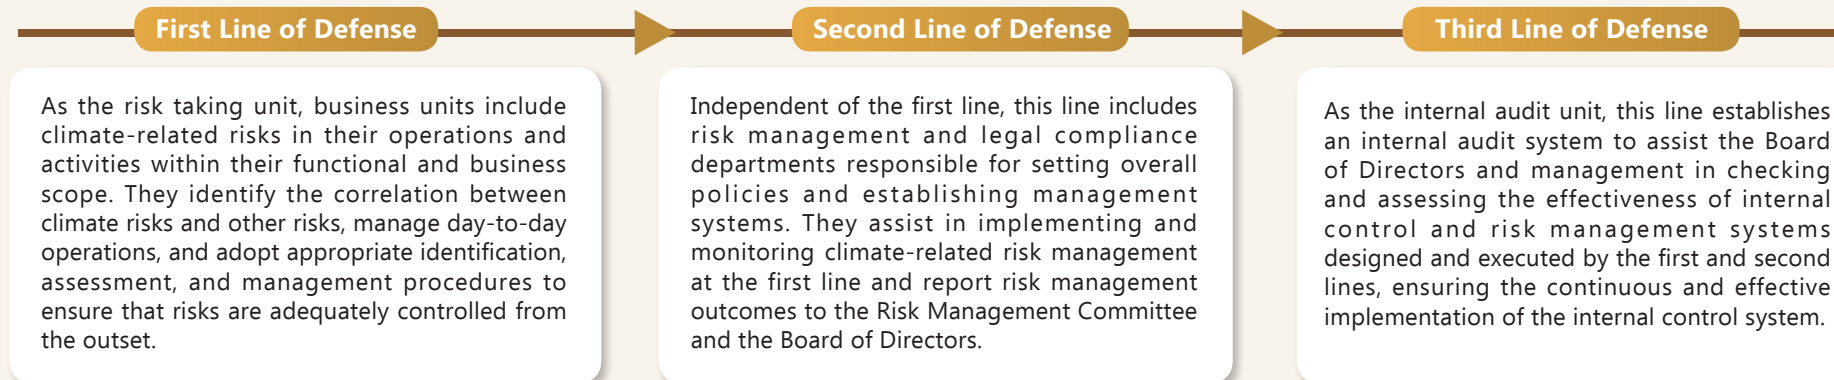 First Line of Defense
As the risk taking unit, business units include
climate-related risks in their operations and
activities within their functional and business
scope. They identify the correlation between
climate risks and other risks, manage day-to-day
operations, and adopt appropriate identification,
assessment, and management procedures to
ensure that risks are adequately controlled from
the outset.
Second Line of Defense
Independent of the first line, this line includes
risk management and legal compliance
departments responsible for setting overall
policies and establishing management
systems. They assist in implementing and
monitoring climate-related risk management
at the first line and report risk management
outcomes to the Risk Management Committee
and the Board of Directors.
Third Line of Defense
As the internal audit unit, this line establishes
an internal audit system to assist the Board
of Directors and management in checking
and assessing the effectiveness of internal
control and risk management systems
designed and executed by the first and second
lines, ensuring the continuous and effective
implementation of the internal control system.